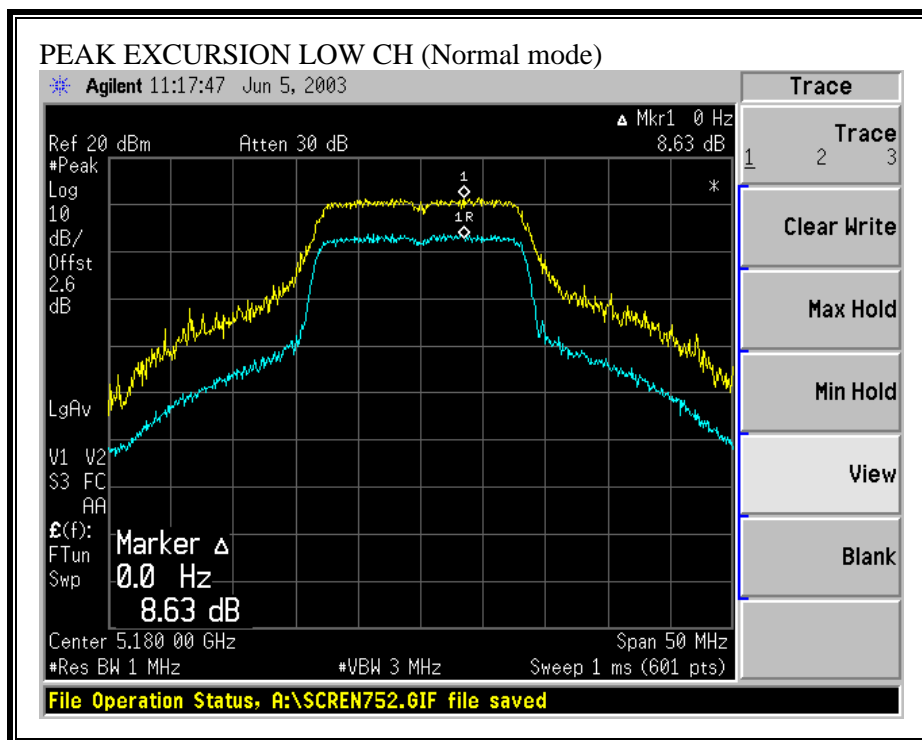 PEAK EXCURSION LOW CH (Normal mode)
Agilent 11:17:47 Jun 5, 2003
Trace
Δ Mkr1 0 Hz
Ref 20 dBm Atten 30 dB 8.63 dB
#Peak
Log
10
dB/
Offst
2.6
dB
LgAv
V1 V2
S3 FC
AA
£(f):
FTun
Swp
1
1R
*
Marker Δ
0.0 Hz
8.63 dB
Center 5.180 00 GHz Span 50 MHz
#Res BW 1 MHz #VBW 3 MHz Sweep 1 ms (601 pts)
File Operation Status, A:\SCREN752.GIF file saved
Trace
1 2 3
Clear Write
Max Hold
Min Hold
View
Blank